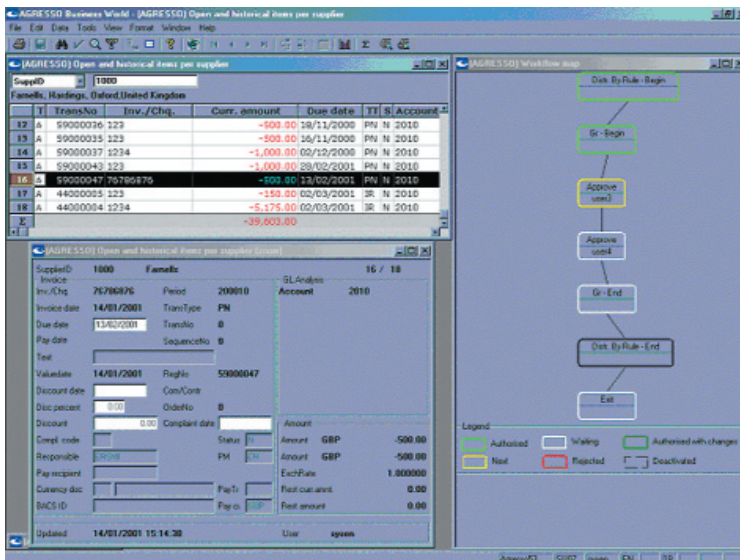 AGRESSO Business World - (AGRESSO) Open and historical items per supplier
File Edit Data Tools View Format Window Help
(AGRESSO) Open and historical items per supplier
SupplID 1000
Farnells, Hardings, Oxford,United Kingdom
T TransNo Inv./Chq. Curr. amount Due date TT S Account
12 A 59000036 123 -500.00 18/11/2000 PN N 2010
13 A 59000035 123 -500.00 16/11/2000 PN N 2010
14 A 59000037 1234 -1,000.00 02/12/2000 PN N 2010
15 A 59000043 123 -1,000.00 28/02/2001 PN N 2010
16 A 59000047 76786876 -500.00 13/02/2001 PN N 2010
17 A 44000005 123 -150.00 02/03/2001 IR N 2010
18 A 44000004 1234 -5,175.00 02/03/2001 IR N 2010
Σ -39,603.00
(AGRESSO) Open and historical items per supplier (zoom)
SupplierID 1000 Farnells 16 / 18
Invoice GL Analysis
Inv./Chq. 76786876 Period 200010 Account 2010
Invoice date 14/01/2001 TransType PN
Due date 13/02/2001 TransNo 0
Pay date SequenceNo 0
Text
Valuedate 14/01/2001 RegNo 59000047
Discount date Com/Contr
Disc percent 0.00 OrderNo 0
Discount 0.00 Complaint date Amount
Compl. code Status N Amount GBP -500.00
Responsible PM CH Amount GBP -500.00
Pay recipient ExchRate 1.000000
Currency doc PayTr Rest curr.amnt. 0.00
BACS ID Pay cu GBP Rest amount 0.00
Updated 14/01/2001 15:14:30 User sysen
(AGRESSO) Workflow map
Distr. By Rule - Begin
Gr - Begin
Approve
user3
Approve
user4
Gr - End
Distr. By Rule - End
Exit
Legend
Authorised Waiting Authorised with changes
Next Rejected Deactivated